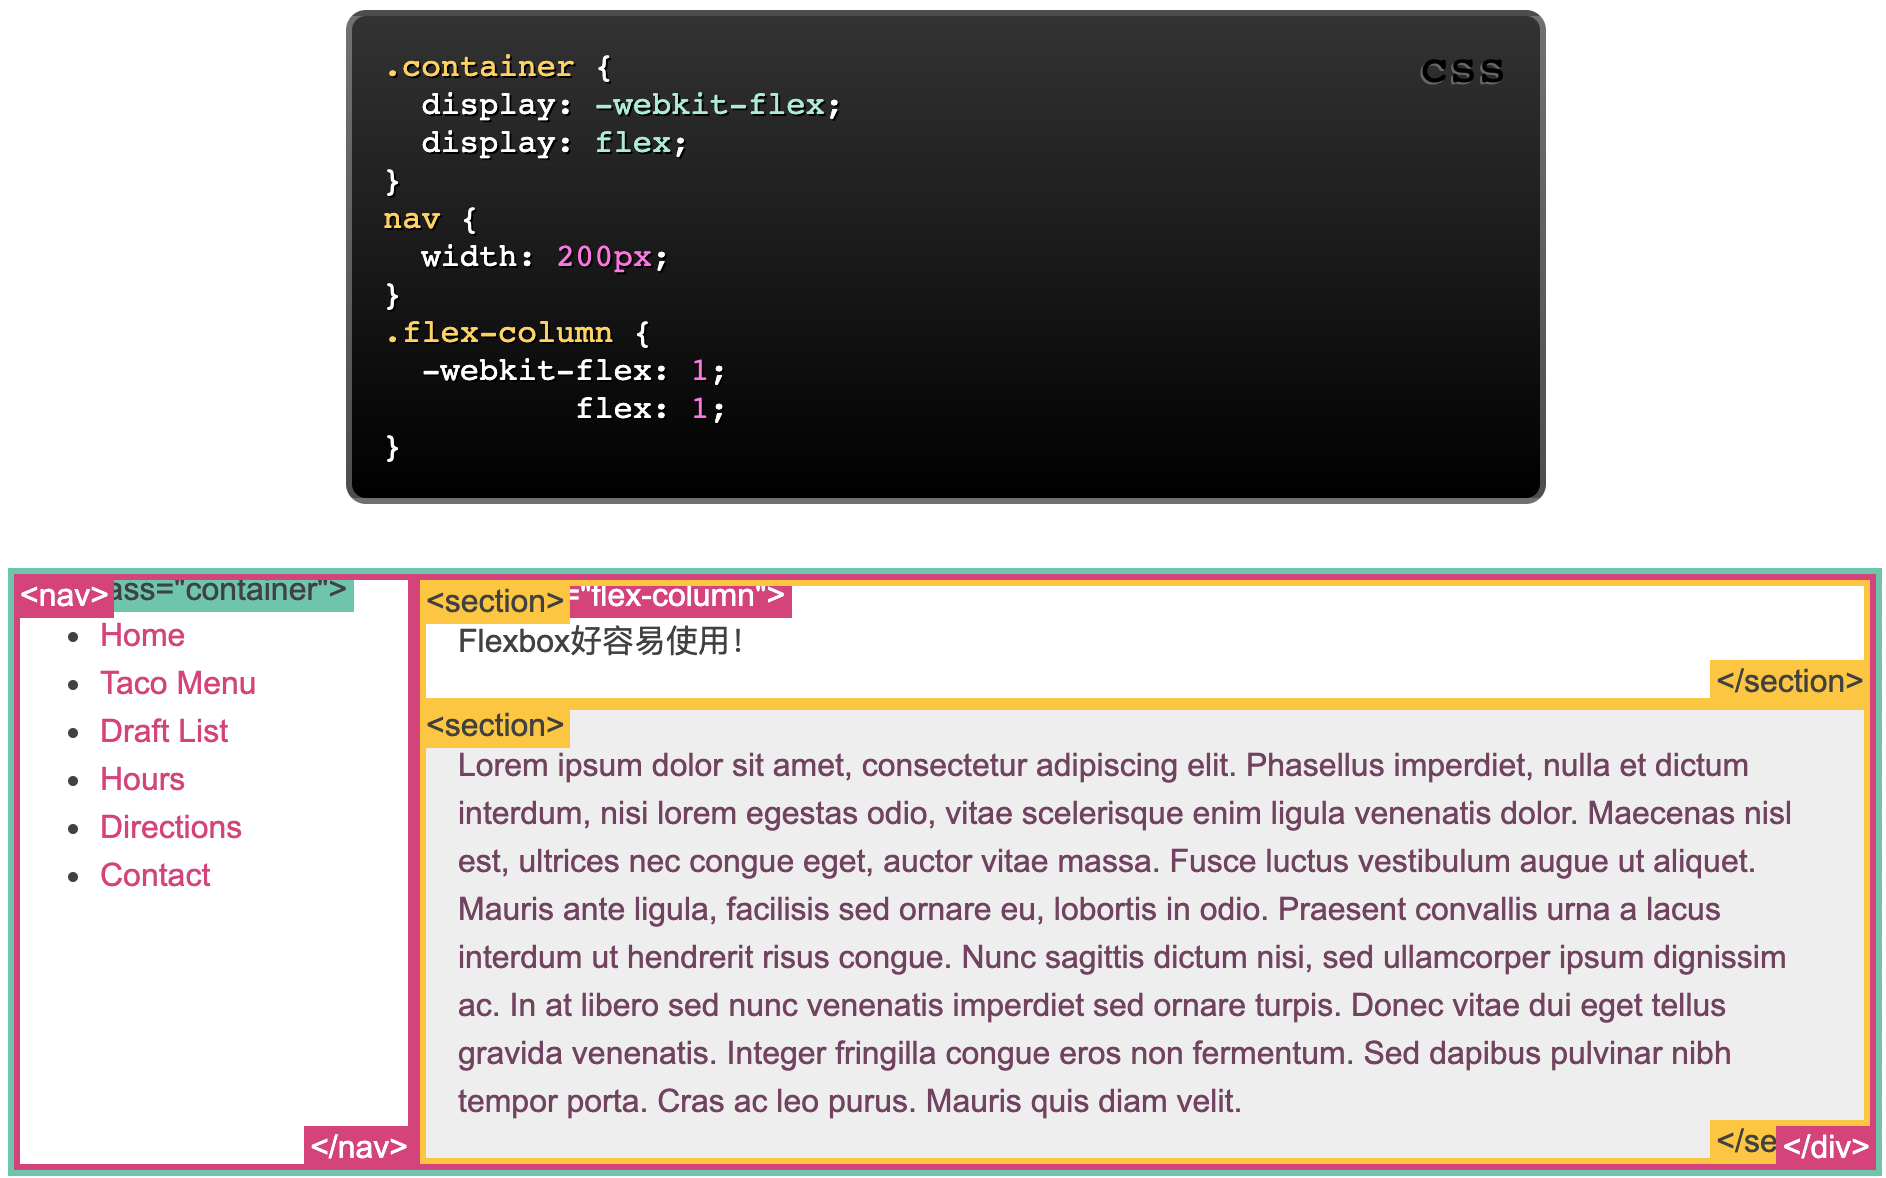 css
.container {
  display: -webkit-flex;
  display: flex;
}
nav {
  width: 200px;
}
.flex-column {
  -webkit-flex: 1;
          flex: 1;
}
<nav>
ass="container">
Home
Taco Menu
Draft List
Hours
Directions
Contact
</nav>
<section>
="flex-column">
Flexbox好容易使用!
</section>
<section>
Lorem ipsum dolor sit amet, consectetur adipiscing elit. Phasellus imperdiet, nulla et dictum
interdum, nisi lorem egestas odio, vitae scelerisque enim ligula venenatis dolor. Maecenas nisl
est, ultrices nec congue eget, auctor vitae massa. Fusce luctus vestibulum augue ut aliquet.
Mauris ante ligula, facilisis sed ornare eu, lobortis in odio. Praesent convallis urna a lacus
interdum ut hendrerit risus congue. Nunc sagittis dictum nisi, sed ullamcorper ipsum dignissim
ac. In at libero sed nunc venenatis imperdiet sed ornare turpis. Donec vitae dui eget tellus
gravida venenatis. Integer fringilla congue eros non fermentum. Sed dapibus pulvinar nibh
tempor porta. Cras ac leo purus. Mauris quis diam velit.
</se
</div>